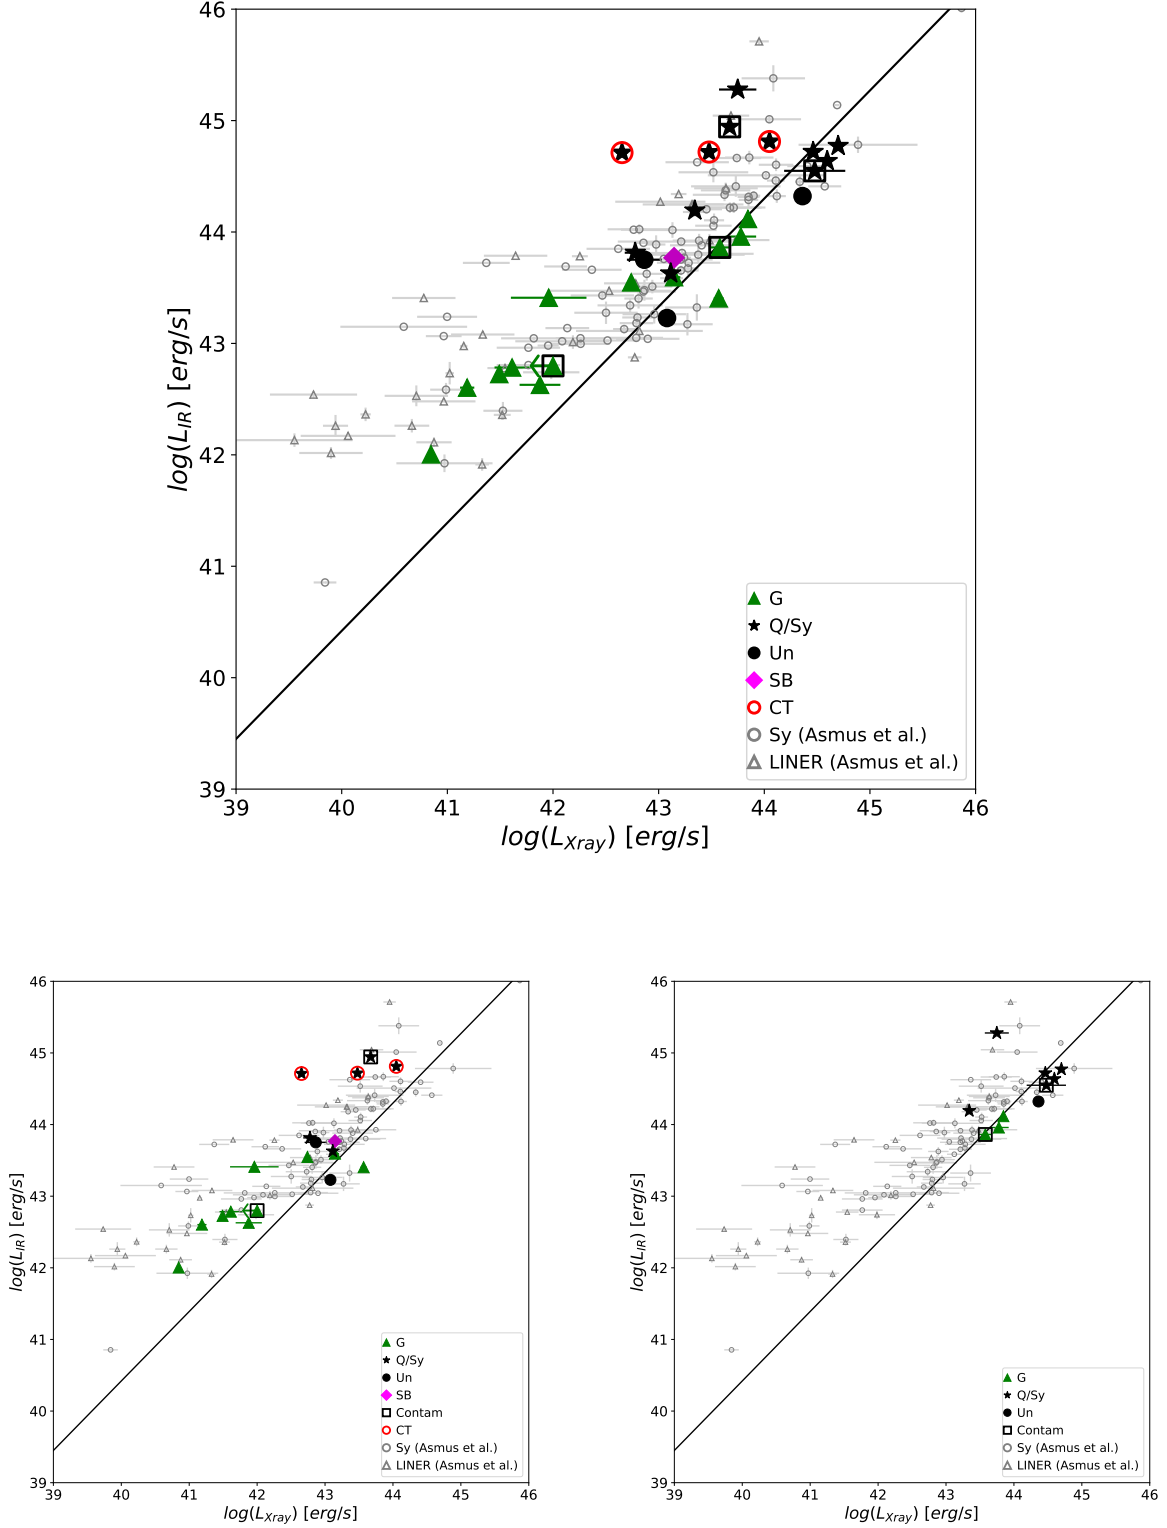 46
45
44
43
42
41
40
39
log(L_IR) [erg/s]
G
Q/Sy
Un
SB
CT
Sy (Asmus et al.)
LINER (Asmus et al.)
39 40 41 42 43 44 45 46
log(L_Xray) [erg/s]
46
45
44
43
42
41
40
39
log(L_IR) [erg/s]
G
Q/Sy
Un
SB
Contam
CT
Sy (Asmus et al.)
LINER (Asmus et al.)
39 40 41 42 43 44 45 46
log(L_Xray) [erg/s]
46
45
44
43
42
41
40
39
log(L_IR) [erg/s]
G
Q/Sy
Un
Contam
Sy (Asmus et al.)
LINER (Asmus et al.)
39 40 41 42 43 44 45 46
log(L_Xray) [erg/s]